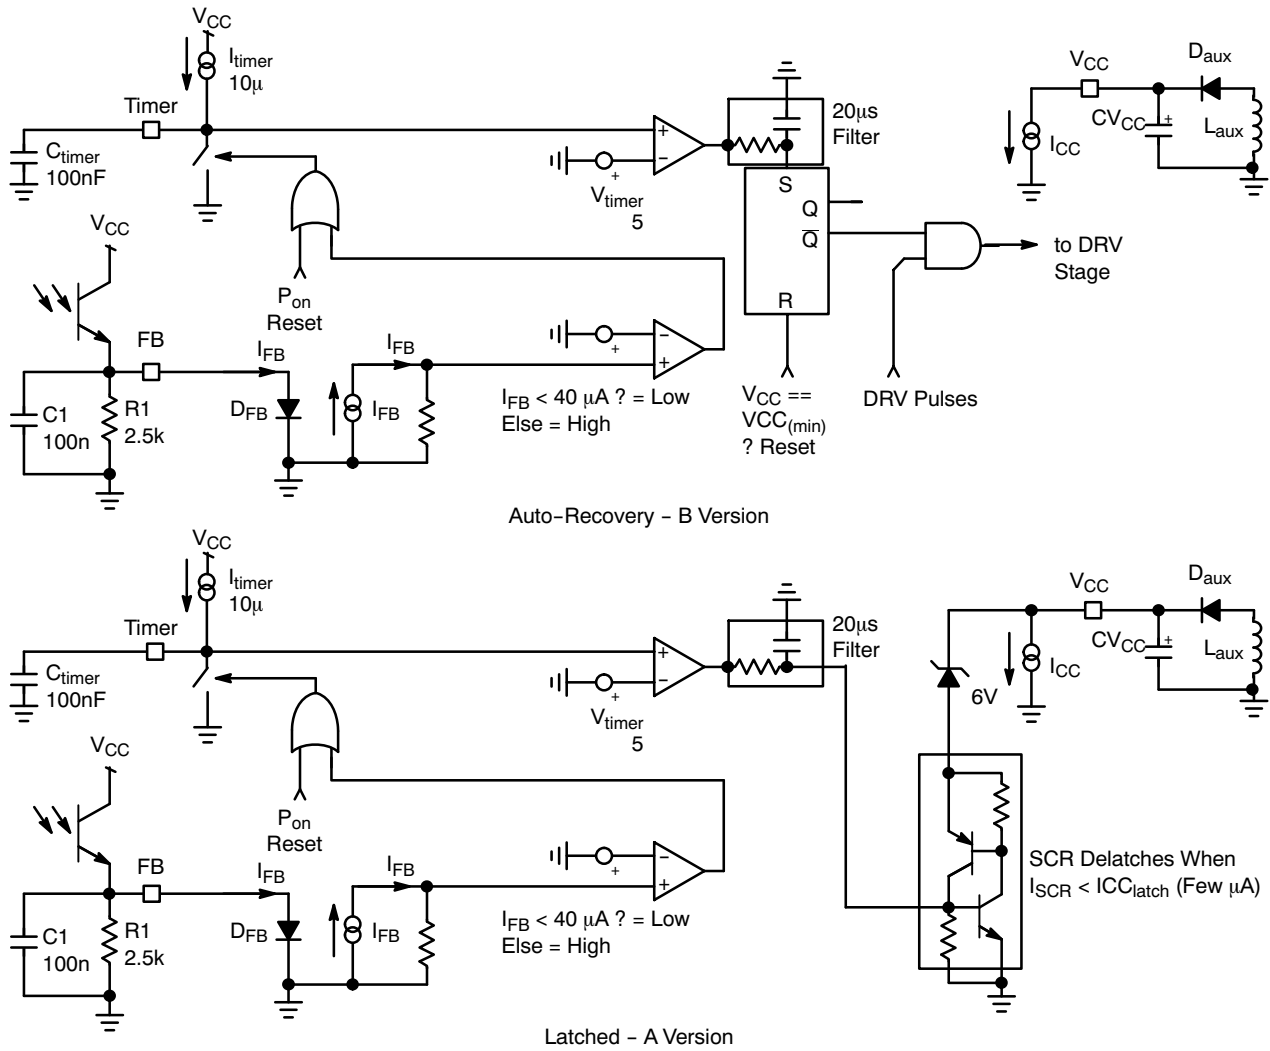 V_CC
I_timer
10μ
Timer
C_timer
100nF
V_timer
5
20μs
Filter
V_CC
I_CC
CV_CC
+
D_aux
L_aux
S
Q
Q̅
R
to DRV
Stage
V_CC
P_on
Reset
FB
I_FB
I_FB
C1
100n
R1
2.5k
D_FB
I_FB
I_FB < 40 μA ? = Low
Else = High
V_CC ==
VCC_(min)
? Reset
DRV Pulses
+
−
+
−
+
+
Auto−Recovery − B Version
V_CC
I_timer
10μ
Timer
C_timer
100nF
V_timer
5
20μs
Filter
V_CC
I_CC
CV_CC
+
D_aux
L_aux
6V
V_CC
P_on
Reset
FB
I_FB
I_FB
C1
100n
R1
2.5k
D_FB
I_FB
I_FB < 40 μA ? = Low
Else = High
SCR Delatches When
I_SCR < ICC_latch (Few μA)
+
−
+
−
+
+
Latched − A Version